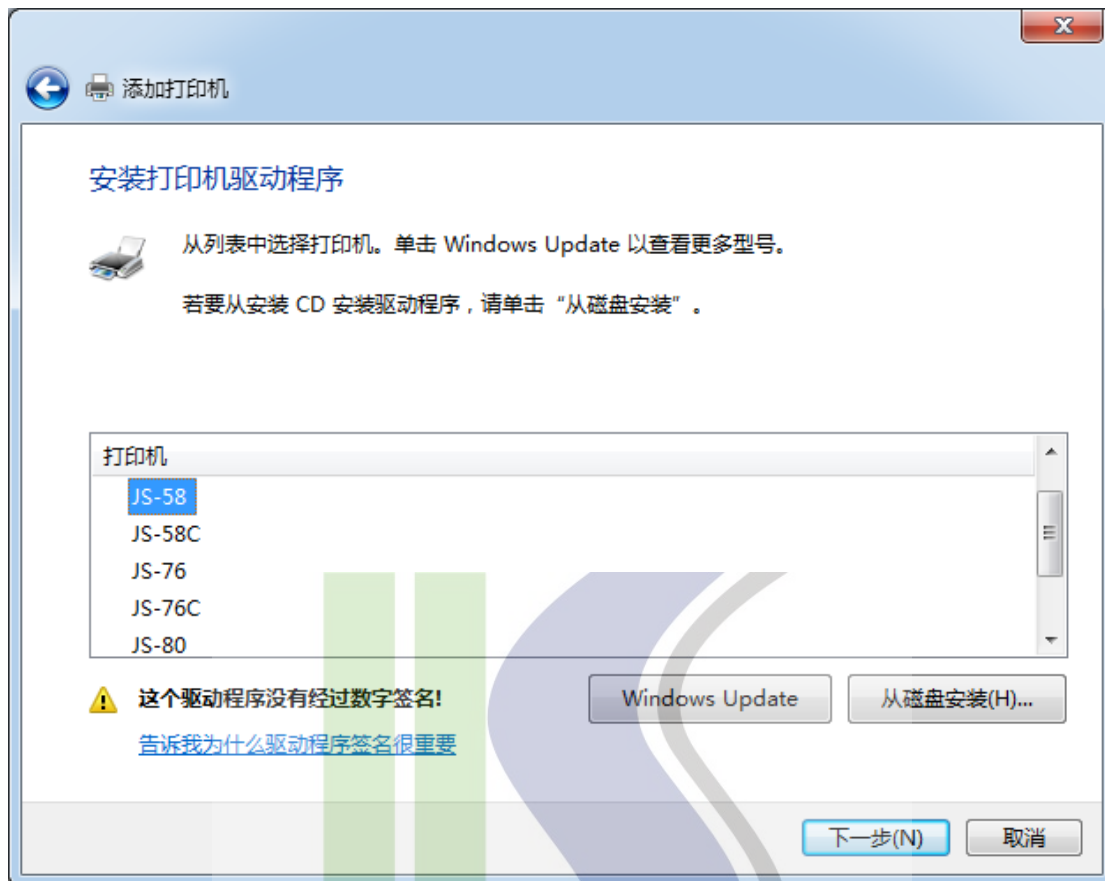 添加打印机
安装打印机驱动程序
从列表中选择打印机。单击 Windows Update 以查看更多型号。
若要从安装 CD 安装驱动程序，请单击“从磁盘安装”。
打印机
JS-58
JS-58C
JS-76
JS-76C
JS-80
这个驱动程序没有经过数字签名!
Windows Update
从磁盘安装(H)...
告诉我为什么驱动程序签名很重要
下一步(N)
取消